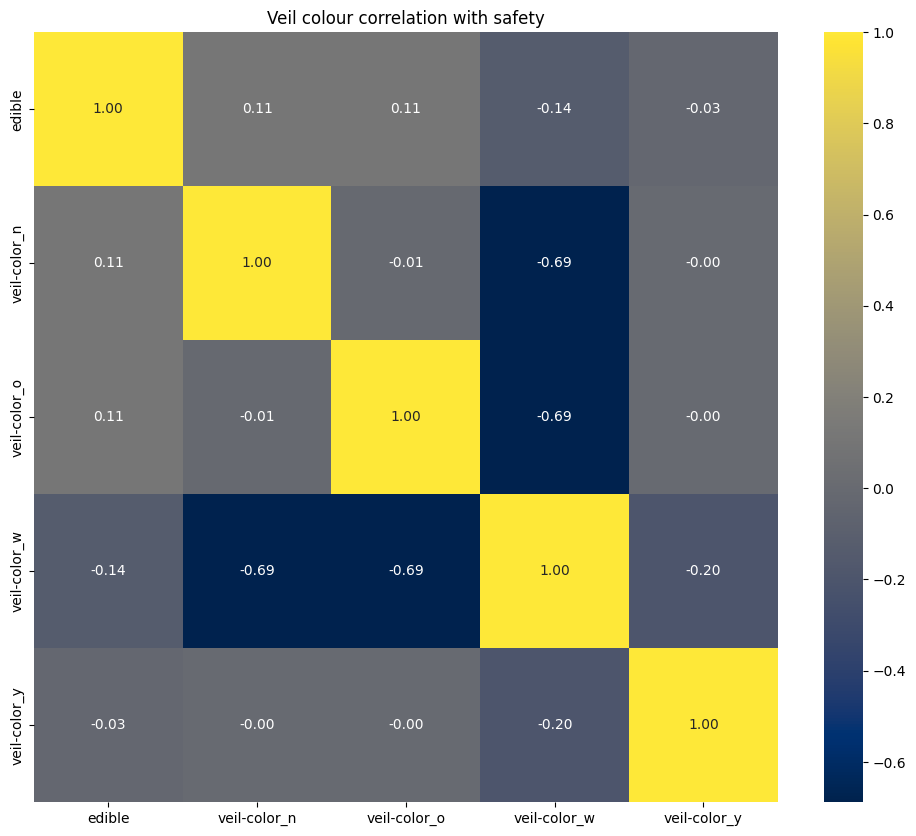 Veil colour correlation with safety
edible
1.00 0.11 0.11 -0.14 -0.03
veil-color_n
0.11 1.00 -0.01 -0.69 -0.00
veil-color_o
0.11 -0.01 1.00 -0.69 -0.00
veil-color_w
-0.14 -0.69 -0.69 1.00 -0.20
veil-color_y
-0.03 -0.00 -0.00 -0.20 1.00
edible veil-color_n veil-color_o veil-color_w veil-color_y
1.0
0.8
0.6
0.4
0.2
0.0
−0.2
−0.4
−0.6